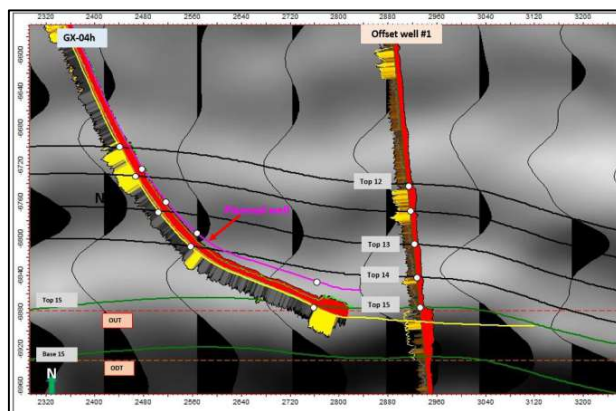 2320 2400 2480 2560 2640 2720 2800 2880 2960 3040 3120 3200
GX-04h
Offset well #1
-6600
-6640
-6680
-6720
-6760
Top 12
N
Planned well
-6800
Top 13
-6840
Top 14
Top 15
Top 15
-6880
OUT
-6920
Base 15
ODT
N
-6960
2320 2400 2480 2560 2640 2720 2800 2880 2960 3040 3120 3200